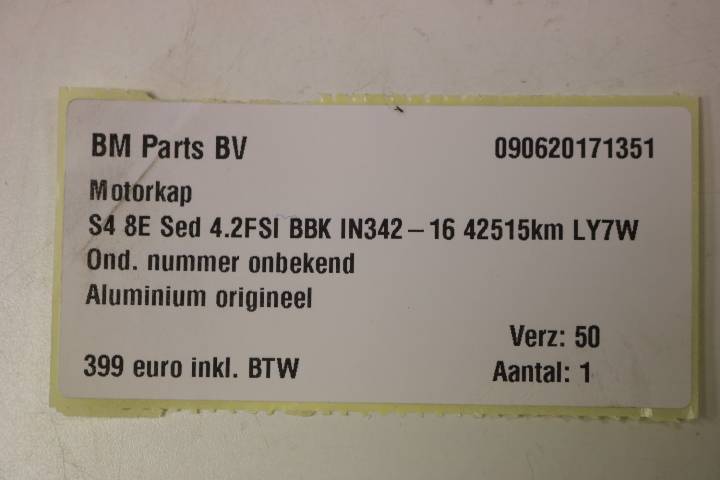 BM Parts BV 090620171351
Motorkap
S4 8E Sed 4.2FSI BBK IN342-16 42515km LY7W
Ond. nummer onbekend
Aluminium origineel
Verz: 50
399 euro inkl. BTW Aantal: 1